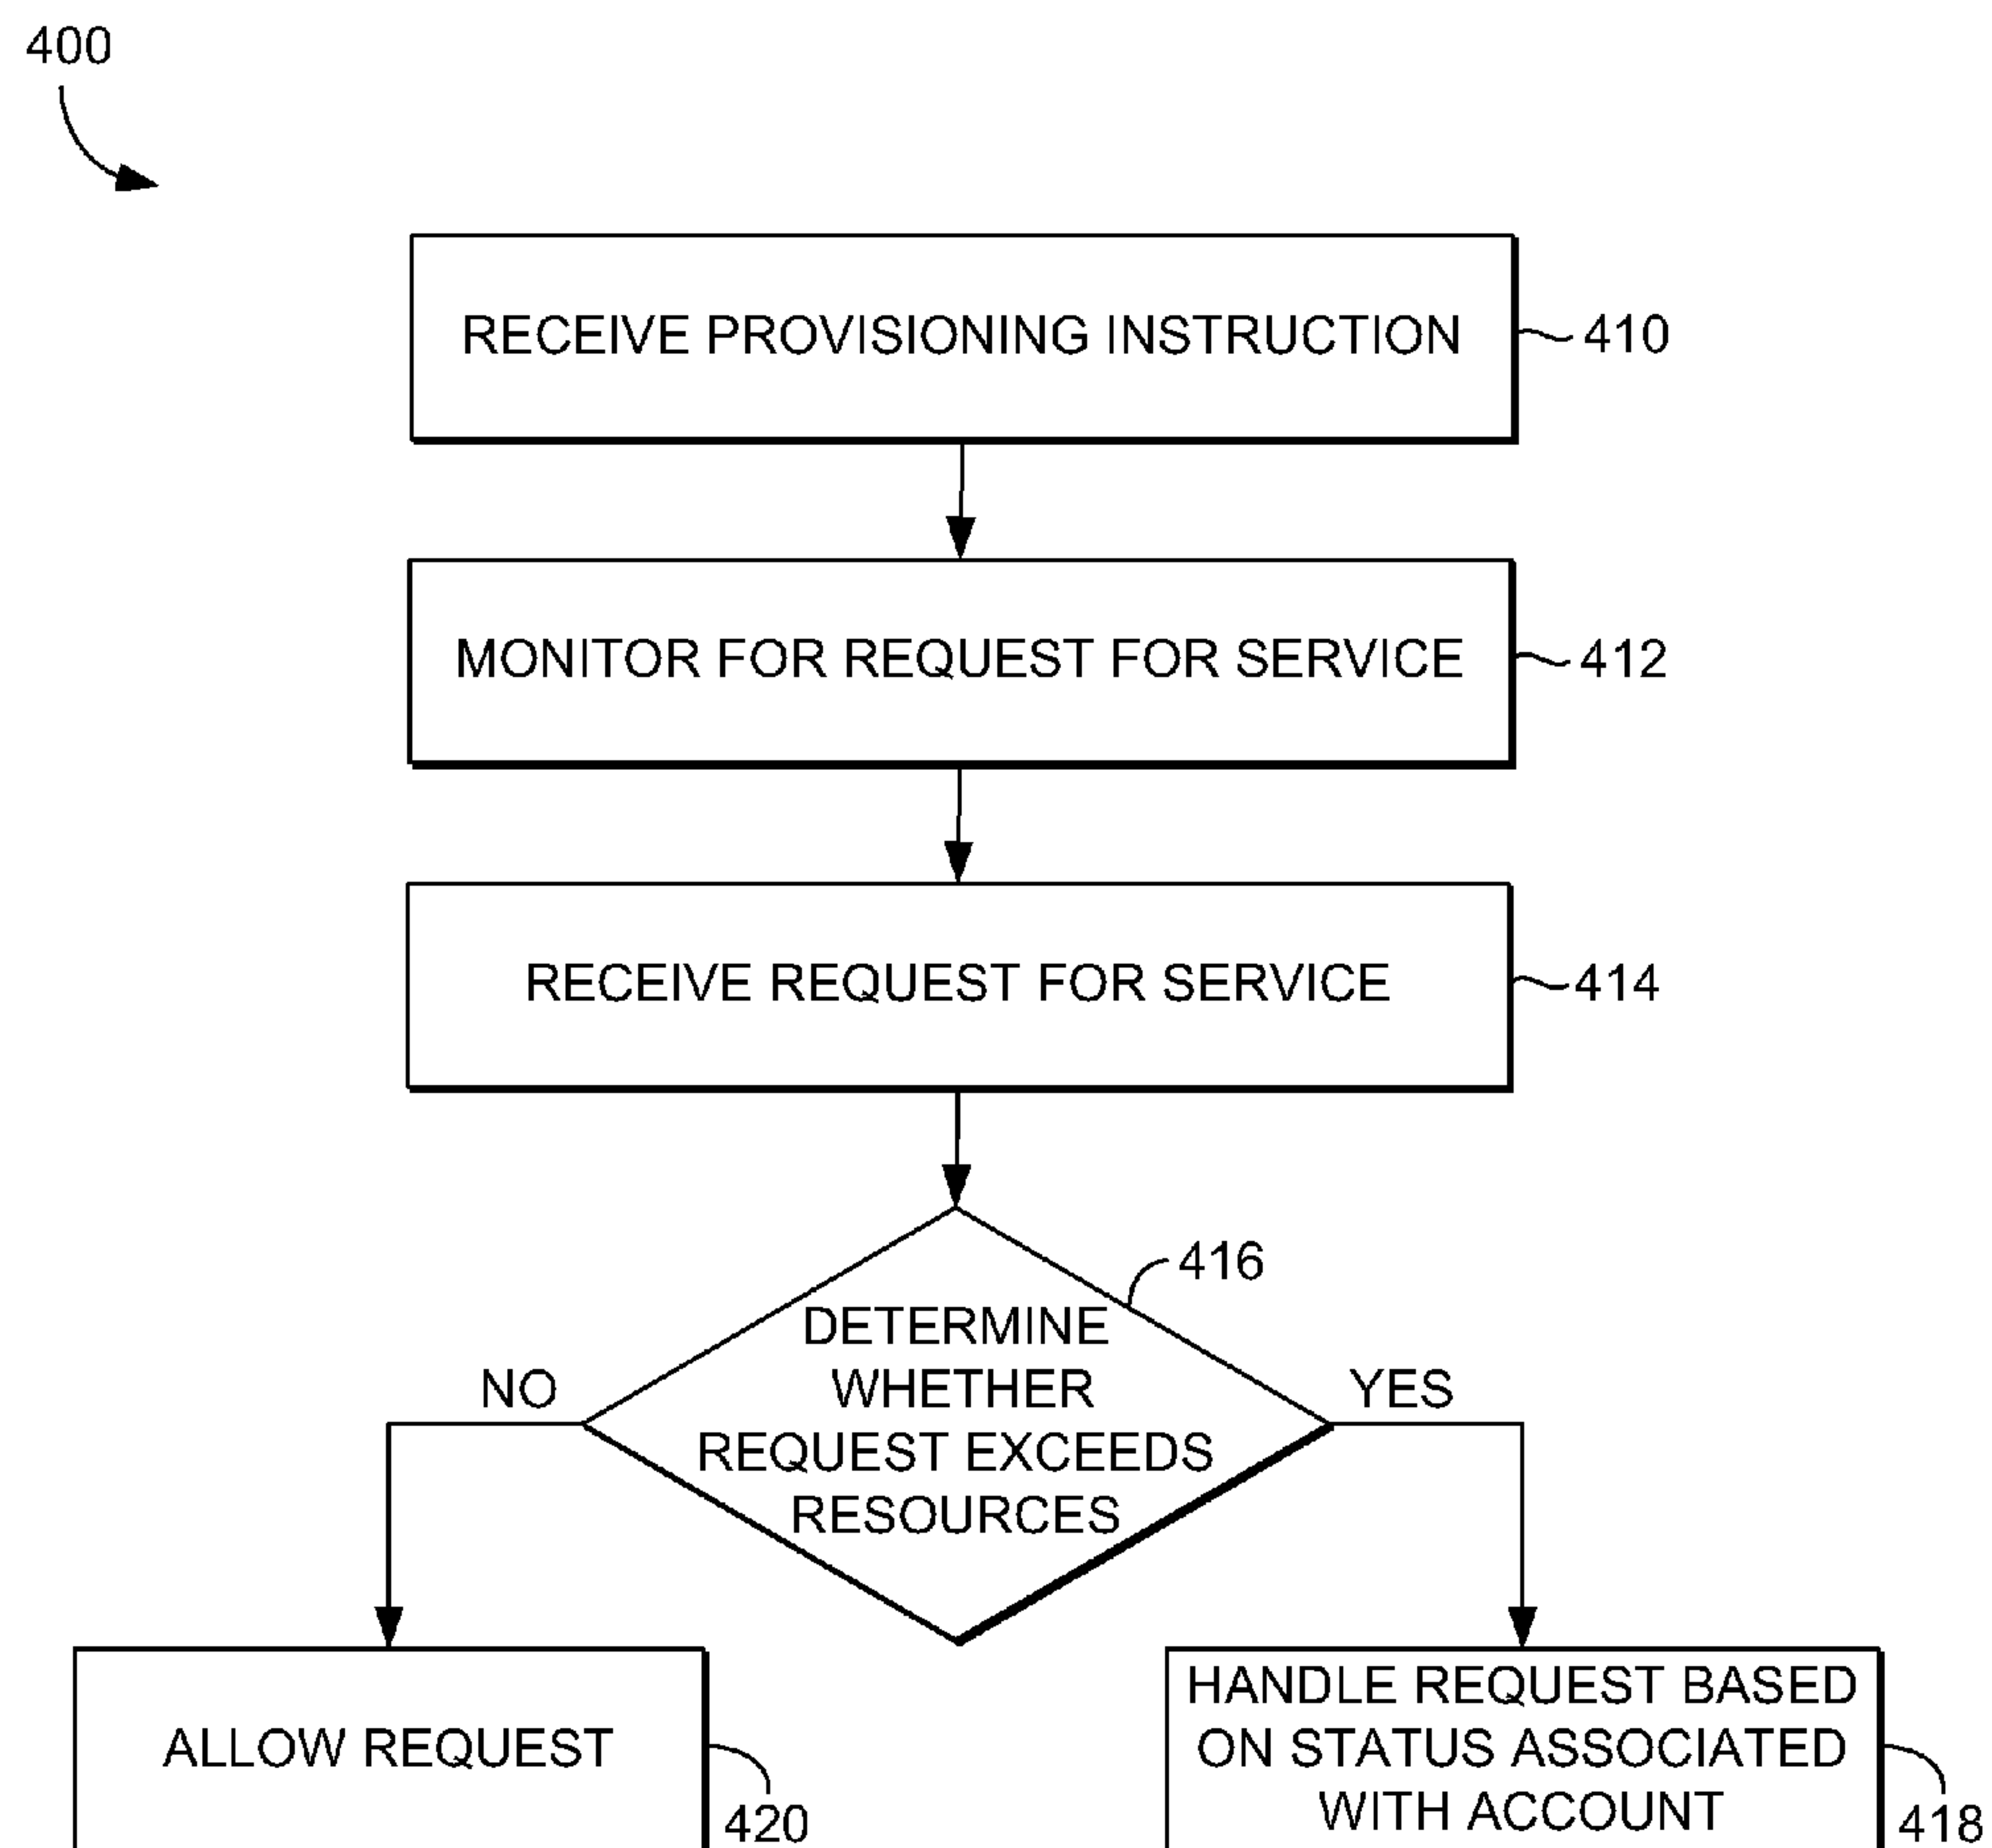 400
RECEIVE PROVISIONING INSTRUCTION
410
MONITOR FOR REQUEST FOR SERVICE
412
RECEIVE REQUEST FOR SERVICE
414
416
DETERMINE
WHETHER
REQUEST EXCEEDS
RESOURCES
NO
YES
ALLOW REQUEST
420
HANDLE REQUEST BASED
ON STATUS ASSOCIATED
WITH ACCOUNT
418